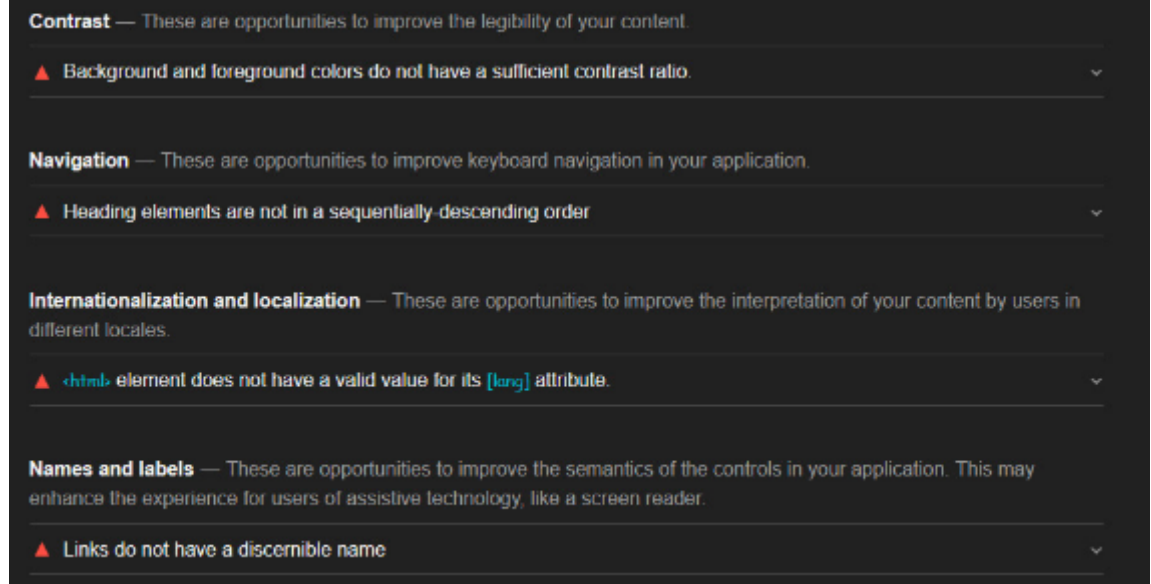 Contrast — These are opportunities to improve the legibility of your content.
Background and foreground colors do not have a sufficient contrast ratio.
Navigation — These are opportunities to improve keyboard navigation in your application.
Heading elements are not in a sequentially-descending order
Internationalization and localization — These are opportunities to improve the interpretation of your content by users in
different locales.
<html> element does not have a valid value for its [lang] attribute.
Names and labels — These are opportunities to improve the semantics of the controls in your application. This may
enhance the experience for users of assistive technology, like a screen reader.
Links do not have a discernible name